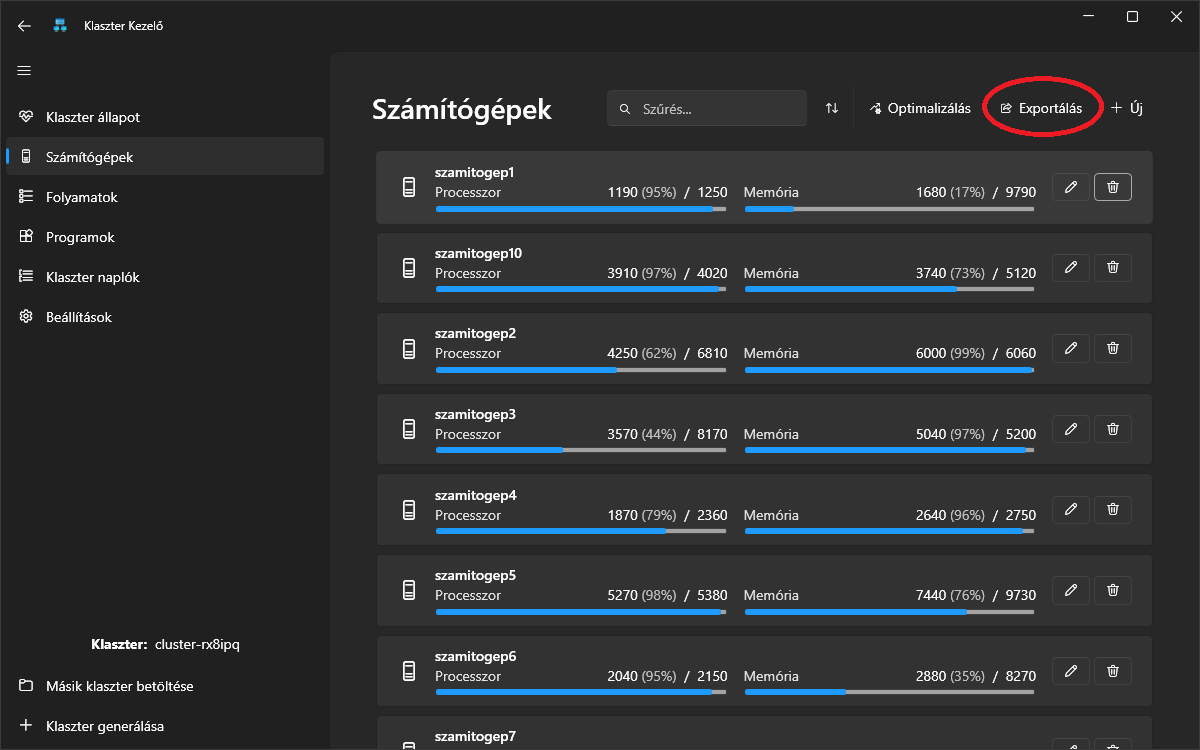 Klaszter Kezelő
Klaszter állapot
Számítógépek
Folyamatok
Programok
Klaszter naplók
Beállítások
Klaszter: cluster-rx8ipq
Másik klaszter betöltése
Klaszter generálása
Számítógépek
Szűrés...
Optimalizálás
Exportálás
Új
szamitogep1
Processzor 1190 (95%) / 1250 Memória 1680 (17%) / 9790
szamitogep10
Processzor 3910 (97%) / 4020 Memória 3740 (73%) / 5120
szamitogep2
Processzor 4250 (62%) / 6810 Memória 6000 (99%) / 6060
szamitogep3
Processzor 3570 (44%) / 8170 Memória 5040 (97%) / 5200
szamitogep4
Processzor 1870 (79%) / 2360 Memória 2640 (96%) / 2750
szamitogep5
Processzor 5270 (98%) / 5380 Memória 7440 (76%) / 9730
szamitogep6
Processzor 2040 (95%) / 2150 Memória 2880 (35%) / 8270
szamitogep7